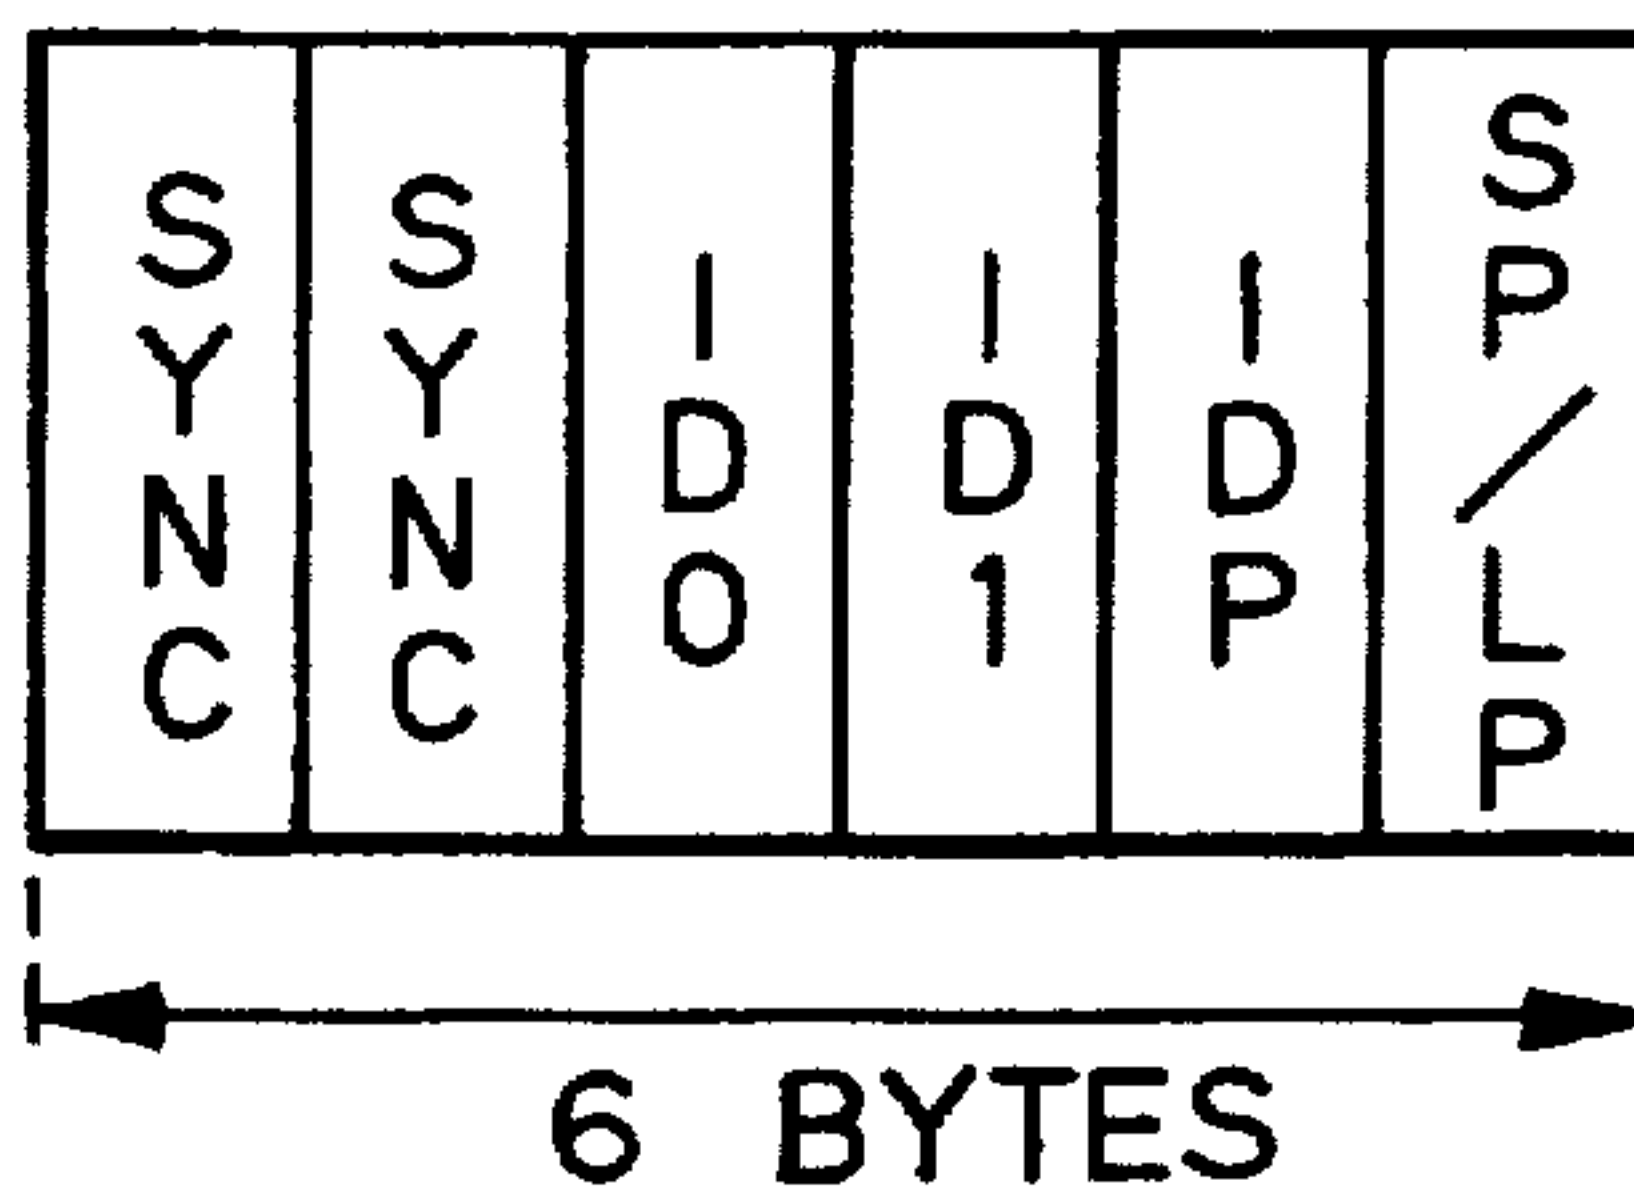 SYNC
SYNC
ID0
ID1
IDP
SP/LP
6 BYTES